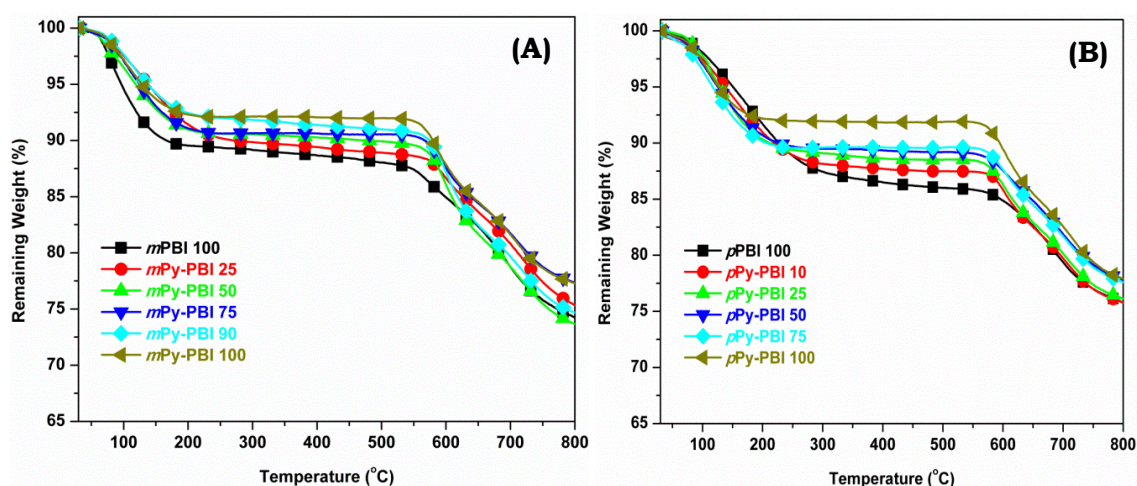 (A)
Remaining Weight (%)
100
95
90
85
80
75
70
65
mPBI 100
mPy-PBI 25
mPy-PBI 50
mPy-PBI 75
mPy-PBI 90
mPy-PBI 100
100 200 300 400 500 600 700 800
Temperature (°C)
(B)
Remaining Weight (%)
100
95
90
85
80
75
70
65
pPBI 100
pPy-PBI 10
pPy-PBI 25
pPy-PBI 50
pPy-PBI 75
pPy-PBI 100
100 200 300 400 500 600 700 800
Temperature (°C)